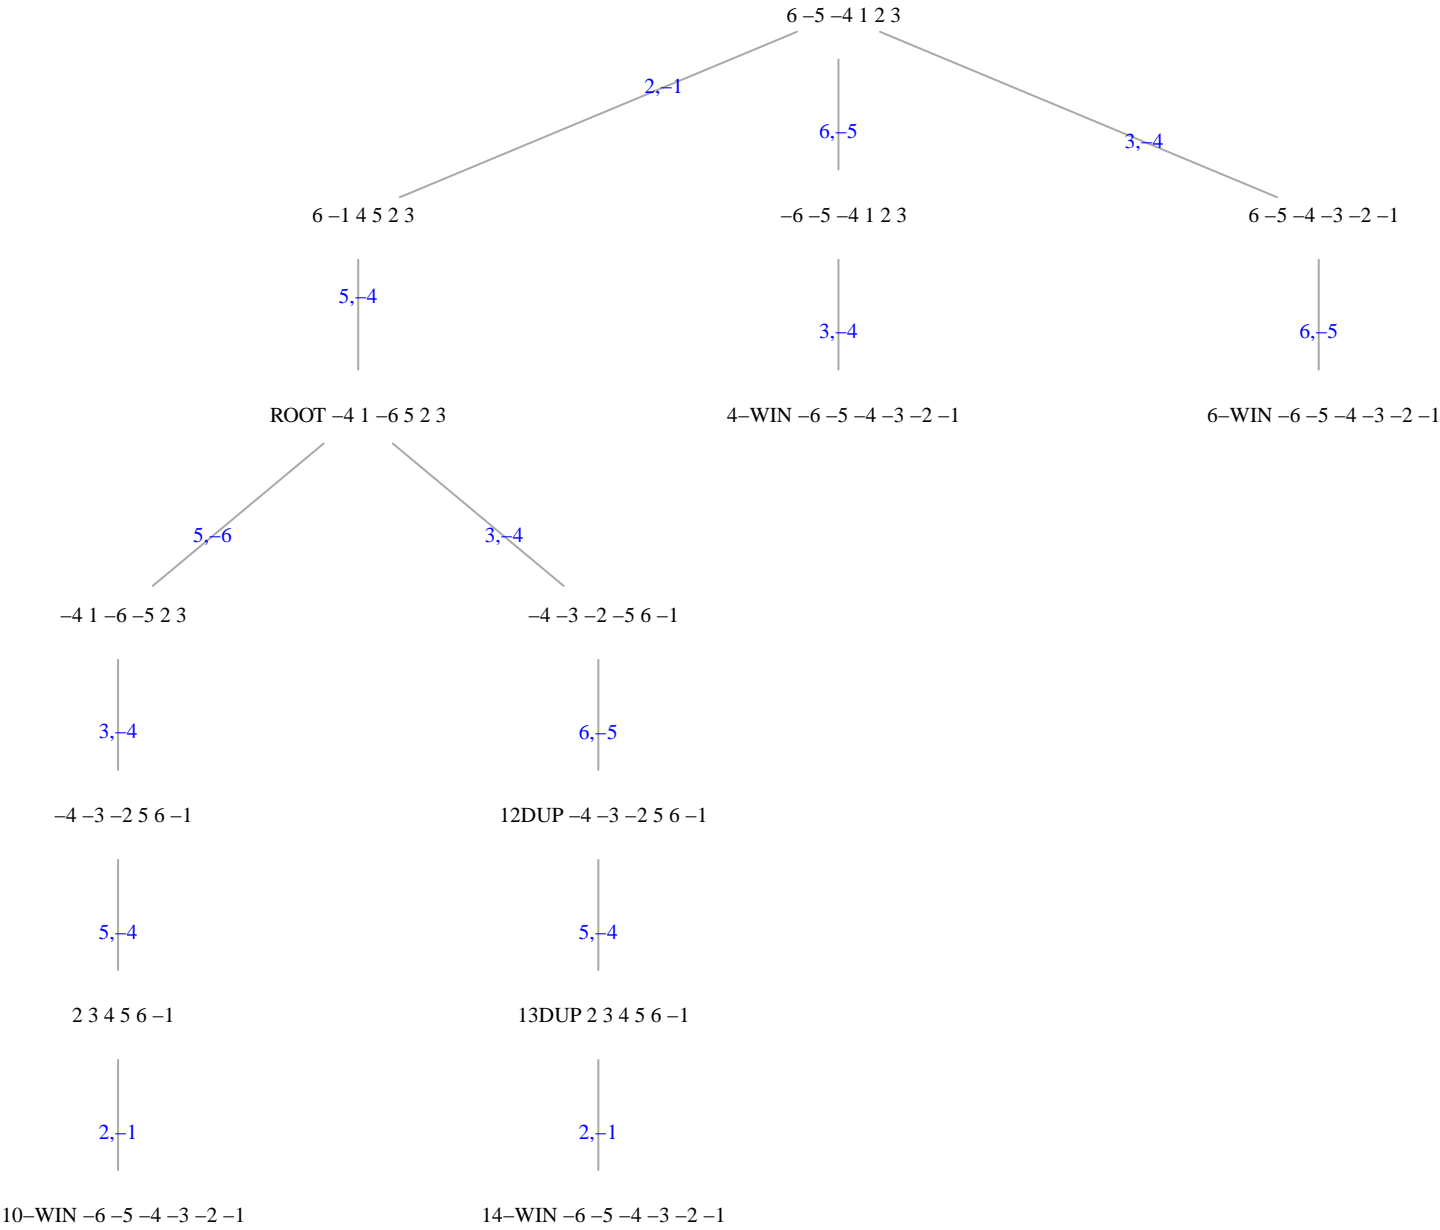 6 –5 –4 1 2 3
2,–1
6,–5
3,–4
6 –1 4 5 2 3
–6 –5 –4 1 2 3
6 –5 –4 –3 –2 –1
5,–4
3,–4
6,–5
ROOT –4 1 –6 5 2 3
4–WIN –6 –5 –4 –3 –2 –1
6–WIN –6 –5 –4 –3 –2 –1
5,–6
3,–4
–4 1 –6 –5 2 3
–4 –3 –2 –5 6 –1
3,–4
6,–5
–4 –3 –2 5 6 –1
12DUP –4 –3 –2 5 6 –1
5,–4
5,–4
2 3 4 5 6 –1
13DUP 2 3 4 5 6 –1
2,–1
2,–1
10–WIN –6 –5 –4 –3 –2 –1
14–WIN –6 –5 –4 –3 –2 –1